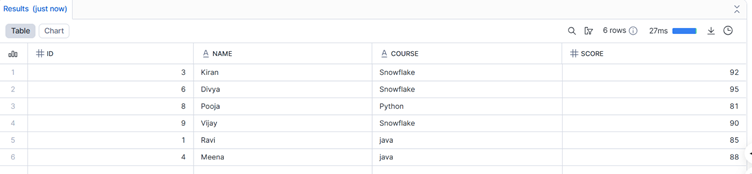 Results (just now)
Table Chart 6 rows 27ms
ID NAME COURSE SCORE
1 3 Kiran Snowflake 92
2 6 Divya Snowflake 95
3 8 Pooja Python 81
4 9 Vijay Snowflake 90
5 1 Ravi java 85
6 4 Meena java 88